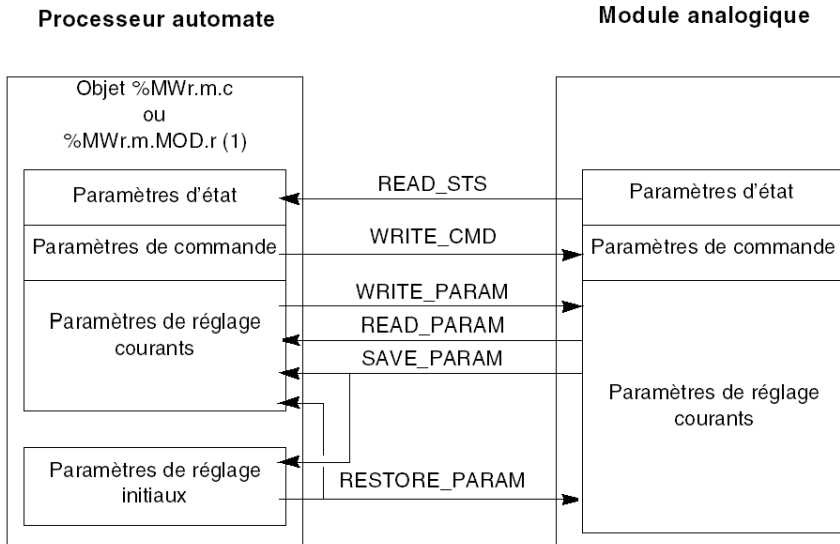 Processeur automate
Module analogique
Objet %MWr.m.c
ou
%MWr.m.MOD.r (1)
Paramètres d'état
READ_STS
Paramètres d'état
Paramètres de commande
WRITE_CMD
Paramètres de commande
WRITE_PARAM
Paramètres de réglage
courants
READ_PARAM
SAVE_PARAM
Paramètres de réglage
courants
Paramètres de réglage
initiaux
RESTORE_PARAM